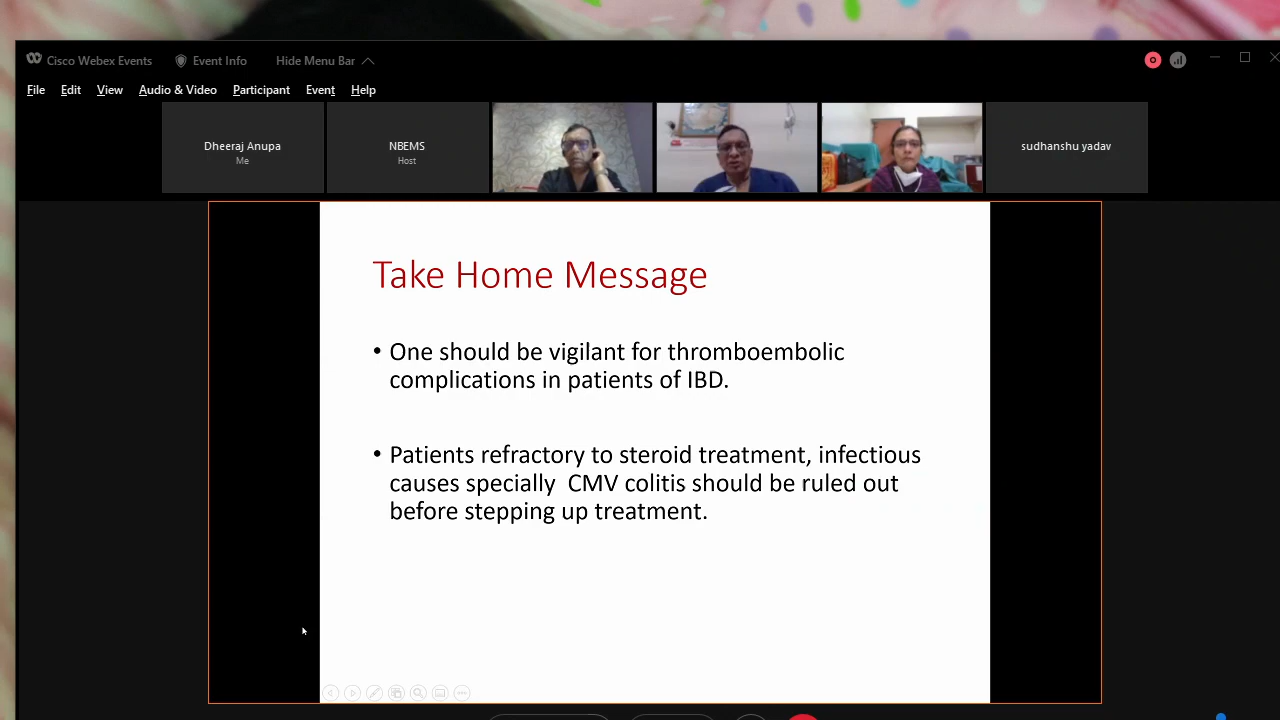 Cisco Webex Events Event Info Hide Menu Bar
File Edit View Audio & Video Participant Event Help
Dheeraj Anupa
Me
NBEMS
Host
sudhanshu yadav
Take Home Message
• One should be vigilant for thromboembolic
complications in patients of IBD.
• Patients refractory to steroid treatment, infectious
causes specially CMV colitis should be ruled out
before stepping up treatment.